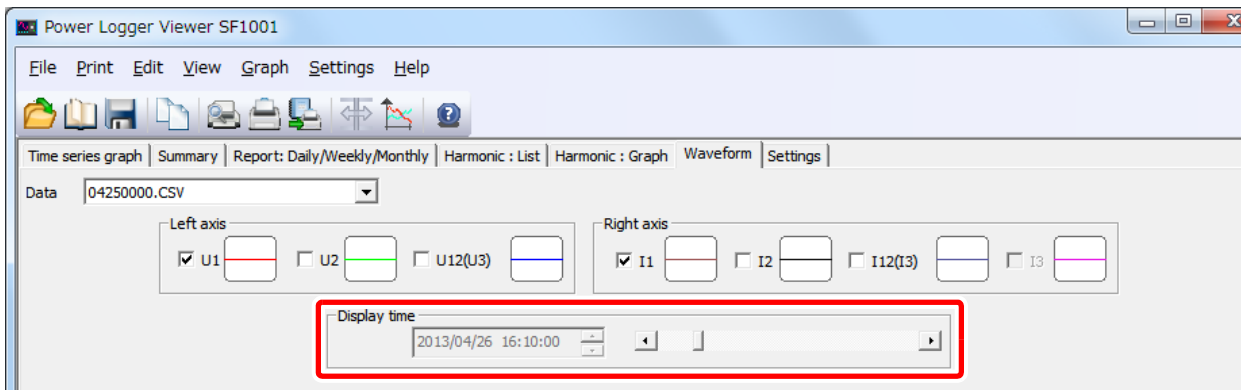 Power Logger Viewer SF1001
File Print Edit View Graph Settings Help
Time series graph Summary Report: Daily/Weekly/Monthly Harmonic : List Harmonic : Graph Waveform Settings
Data 04250000.CSV
Left axis Right axis
U1 U2 U12(U3) I1 I2 I12(I3) I3
Display time
2013/04/26 16:10:00